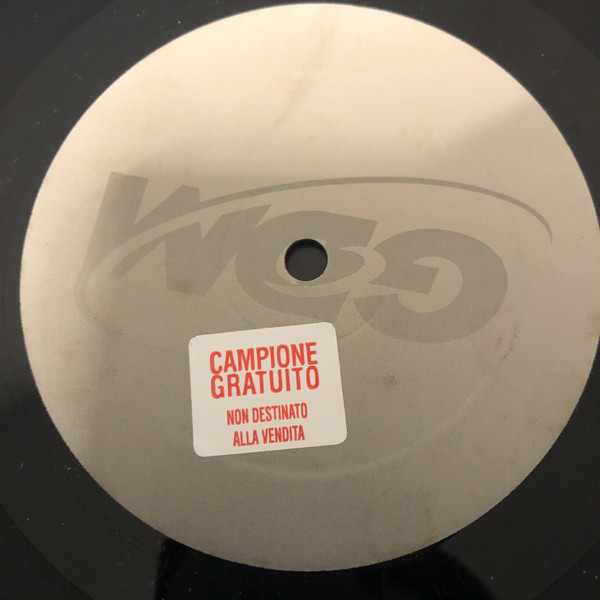 CAMPIONE
GRATUITO
NON DESTINATO
ALLA VENDITA